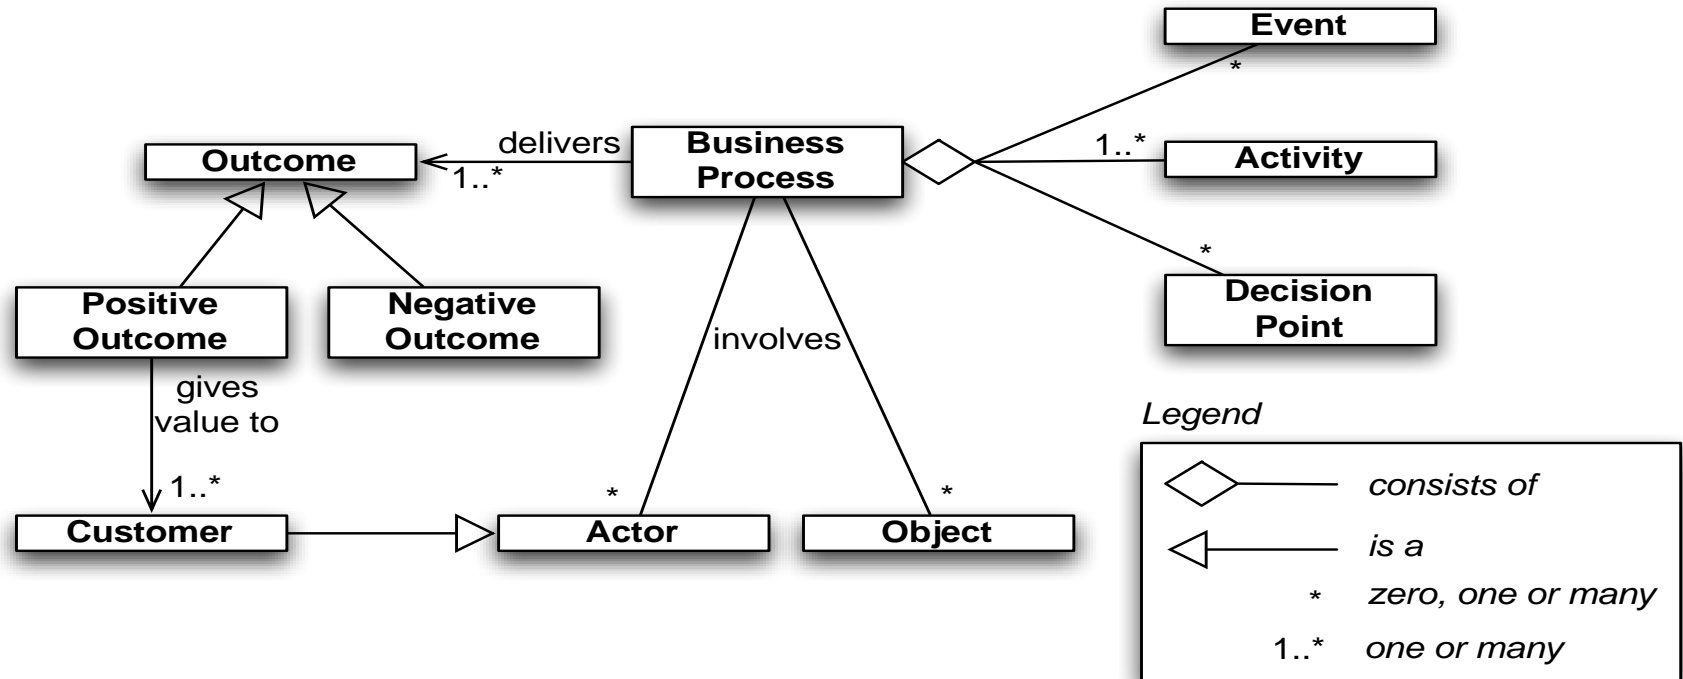 Event
*
delivers
Business
Process
1..*
Activity
Outcome
1..*
*
Positive
Outcome
Negative
Outcome
Decision
Point
involves
gives
value to
1..*
*
*
Customer
Actor
Object
Legend
consists of
is a
* zero, one or many
1..* one or many